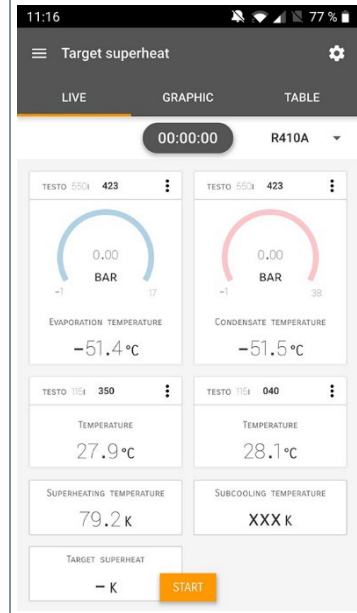 11:16 77 %
Target superheat
LIVE GRAPHIC TABLE
00:00:00 R410A
TESTO 550i 423 TESTO 550i 423
0.00 0.00
BAR BAR
-1 17 -1 38
EVAPORATION TEMPERATURE CONDENSATE TEMPERATURE
-51.4 °C -51.5 °C
TESTO 115i 350 TESTO 115i 040
TEMPERATURE TEMPERATURE
27.9 °C 28.1 °C
SUPERHEATING TEMPERATURE SUBCOOLING TEMPERATURE
79.2 K XXX K
TARGET SUPERHEAT
– K START